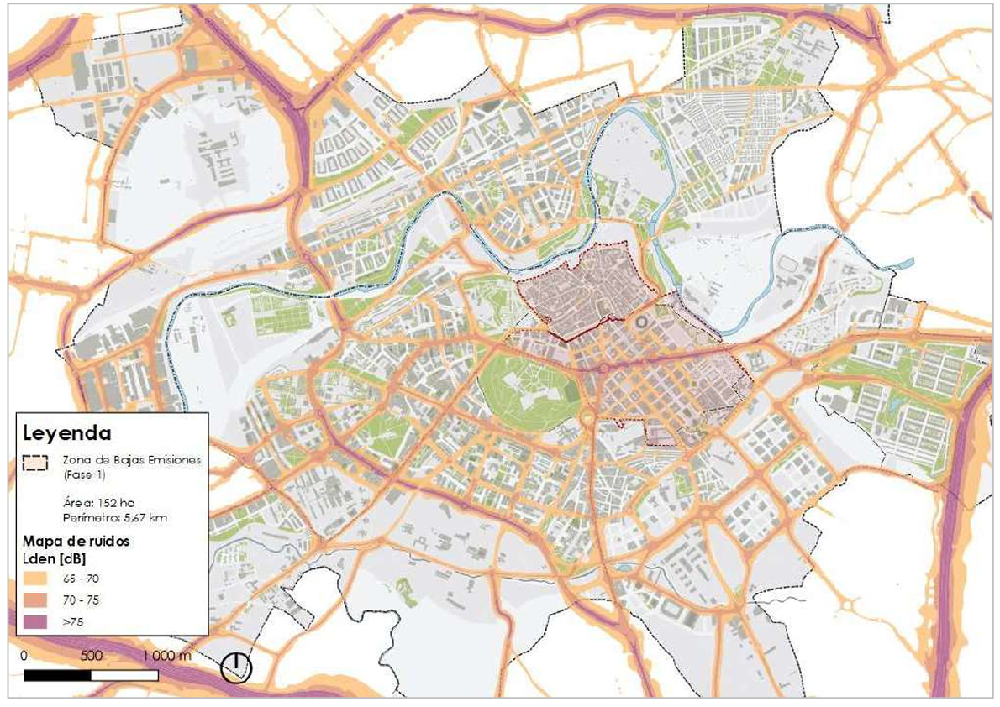 Leyenda
Zona de Bajas Emisiones
(Fase 1)
Área: 152 ha
Perímetro: 5,67 km
Mapa de ruidos
Lden [dB]
65 - 70
70 - 75
>75
0 500 1 000 m